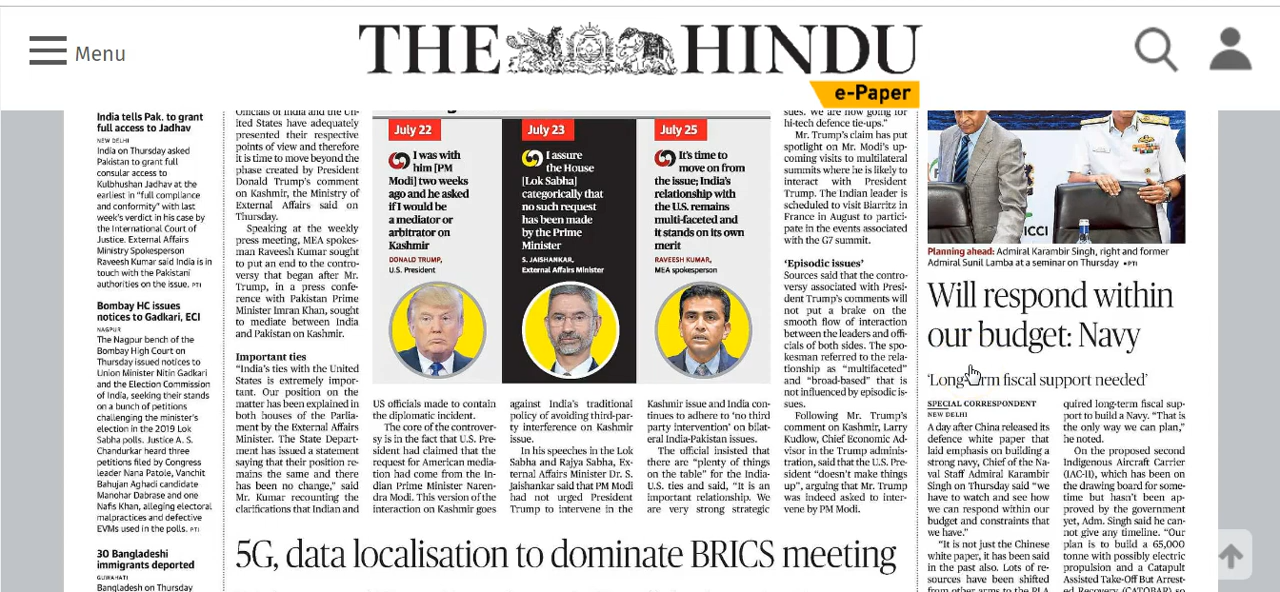 Menu
THE HINDU
e-Paper
India tells Pak. to grant
full access to Jadhav
NEW DELHI
India on Thursday asked
Pakistan to grant full
consular access to
Kulbhushan Jadhav at the
earliest in “full compliance
and conformity” with last
week's verdict in his case by
the International Court of
Justice. External Affairs
Ministry Spokesperson
Raveesh Kumar said India is in
touch with the Pakistani
authorities on the issue. PTI
Bombay HC issues
notices to Gadkari, ECI
NAGPUR
The Nagpur bench of the
Bombay High Court on
Thursday issued notices to
Union Minister Nitin Gadkari
and the Election Commission
of India, seeking their stands
on a bunch of petitions
challenging the minister's
election in the 2019 Lok
Sabha polls. Justice A. S.
Chandurkar heard three
petitions filed by Congress
leader Nana Patole, Vanchit
Bahujan Aghadi candidate
Manohar Dabrase and one
Nafis Khan, alleging electoral
malpractices and defective
EVMs used in the polls. PTI
30 Bangladeshi
immigrants deported
GUWAHATI
Bangladesh on Thursday
Officials of India and the Un-
ited States have adequately
presented their respective
points of view and therefore
it is time to move beyond the
phase created by President
Donald Trump's comment
on Kashmir, the Ministry of
External Affairs said on
Thursday.
Speaking at the weekly
press meeting, MEA spokes-
man Raveesh Kumar sought
to put an end to the contro-
versy that began after Mr.
Trump, in a press confe-
rence with Pakistan Prime
Minister Imran Khan, sought
to mediate between India
and Pakistan on Kashmir.
Important ties
“India's ties with the United
States is extremely impor-
tant. Our position on the
matter has been explained in
both houses of the Parlia-
ment by the External Affairs
Minister. The State Depart-
ment has issued a statement
saying that their position re-
mains the same and there
has been no change,” said
Mr. Kumar recounting the
clarifications that Indian and
July 22
I was with
him [PM
Modi] two weeks
ago and he asked
if I would be
a mediator or
arbitrator on
Kashmir
DONALD TRUMP,
U.S. President
July 23
I assure
the House
[Lok Sabha]
categorically that
no such request
has been made
by the Prime
Minister
S. JAISHANKAR,
External Affairs Minister
July 25
It's time to
move on from
the issue; India's
relationship with
the U.S. remains
multi-faceted and
it stands on its own
merit
RAVEESH KUMAR,
MEA spokesperson
US officials made to contain
the diplomatic incident.
The core of the controver-
sy is in the fact that U.S. Pre-
sident had claimed that the
request for American media-
tion had come from the In-
dian Prime Minister Naren-
dra Modi. This version of the
interaction on Kashmir goes
against India's traditional
policy of avoiding third-par-
ty interference on Kashmir
issue.
In his speeches in the Lok
Sabha and Rajya Sabha, Ex-
ternal Affairs Minister Dr. S.
Jaishankar said that PM Modi
had not urged President
Trump to intervene in the
Kashmir issue and India con-
tinues to adhere to ‘no third
party intervention’ on bilat-
eral India-Pakistan issues.
The official insisted that
there are “plenty of things
on the table” for the India-
U.S. ties and said, “It is an
important relationship. We
are very strong strategic
sues. We are now going for
hi-tech defence tie-ups.”
Mr. Trump's claim has put
spotlight on Mr. Modi's up-
coming visits to multilateral
summits where he is likely to
interact with President
Trump. The Indian leader is
scheduled to visit Biarritz in
France in August to partici-
pate in the events associated
with the G7 summit.
‘Episodic issues’
Sources said that the contro-
versy associated with Presi-
dent Trump's comments will
not put a brake on the
smooth flow of interaction
between the leaders and offi-
cials of both sides. The spo-
kesman referred to the rela-
tionship as “multifaceted”
and “broad-based” that is
not influenced by episodic is-
sues.
Following Mr. Trump's
comment on Kashmir, Larry
Kudlow, Chief Economic Ad-
visor in the Trump adminis-
tration, said that the U.S. Pre-
sident “doesn't make things
up”, arguing that Mr. Trump
was indeed asked to inter-
vene by PM Modi.
5G, data localisation to dominate BRICS meeting
ICCI
Planning ahead: Admiral Karambir Singh, right and former
Admiral Sunil Lamba at a seminar on Thursday •PTI
Will respond within
our budget: Navy
‘Long-term fiscal support needed’
SPECIAL CORRESPONDENT
NEW DELHI
A day after China released its
defence white paper that
laid emphasis on building a
strong navy, Chief of the Na-
val Staff Admiral Karambir
Singh on Thursday said “we
have to watch and see how
we can respond within our
budget and constraints that
we have.”
“It is not just the Chinese
white paper, it has been said
in the past also. Lots of re-
sources have been shifted
from other arms to the PLA
quired long-term fiscal sup-
port to build a Navy. “That is
the only way we can plan,”
he noted.
On the proposed second
Indigenous Aircraft Carrier
(IAC-II), which has been on
the drawing board for some-
time but hasn't been ap-
proved by the government
yet, Adm. Singh said he can-
not give any timeline. “Our
plan is to build a 65,000
tonne with possibly electric
propulsion and a Catapult
Assisted Take-Off But Arrest-
ed Recovery (CATOBAR) so